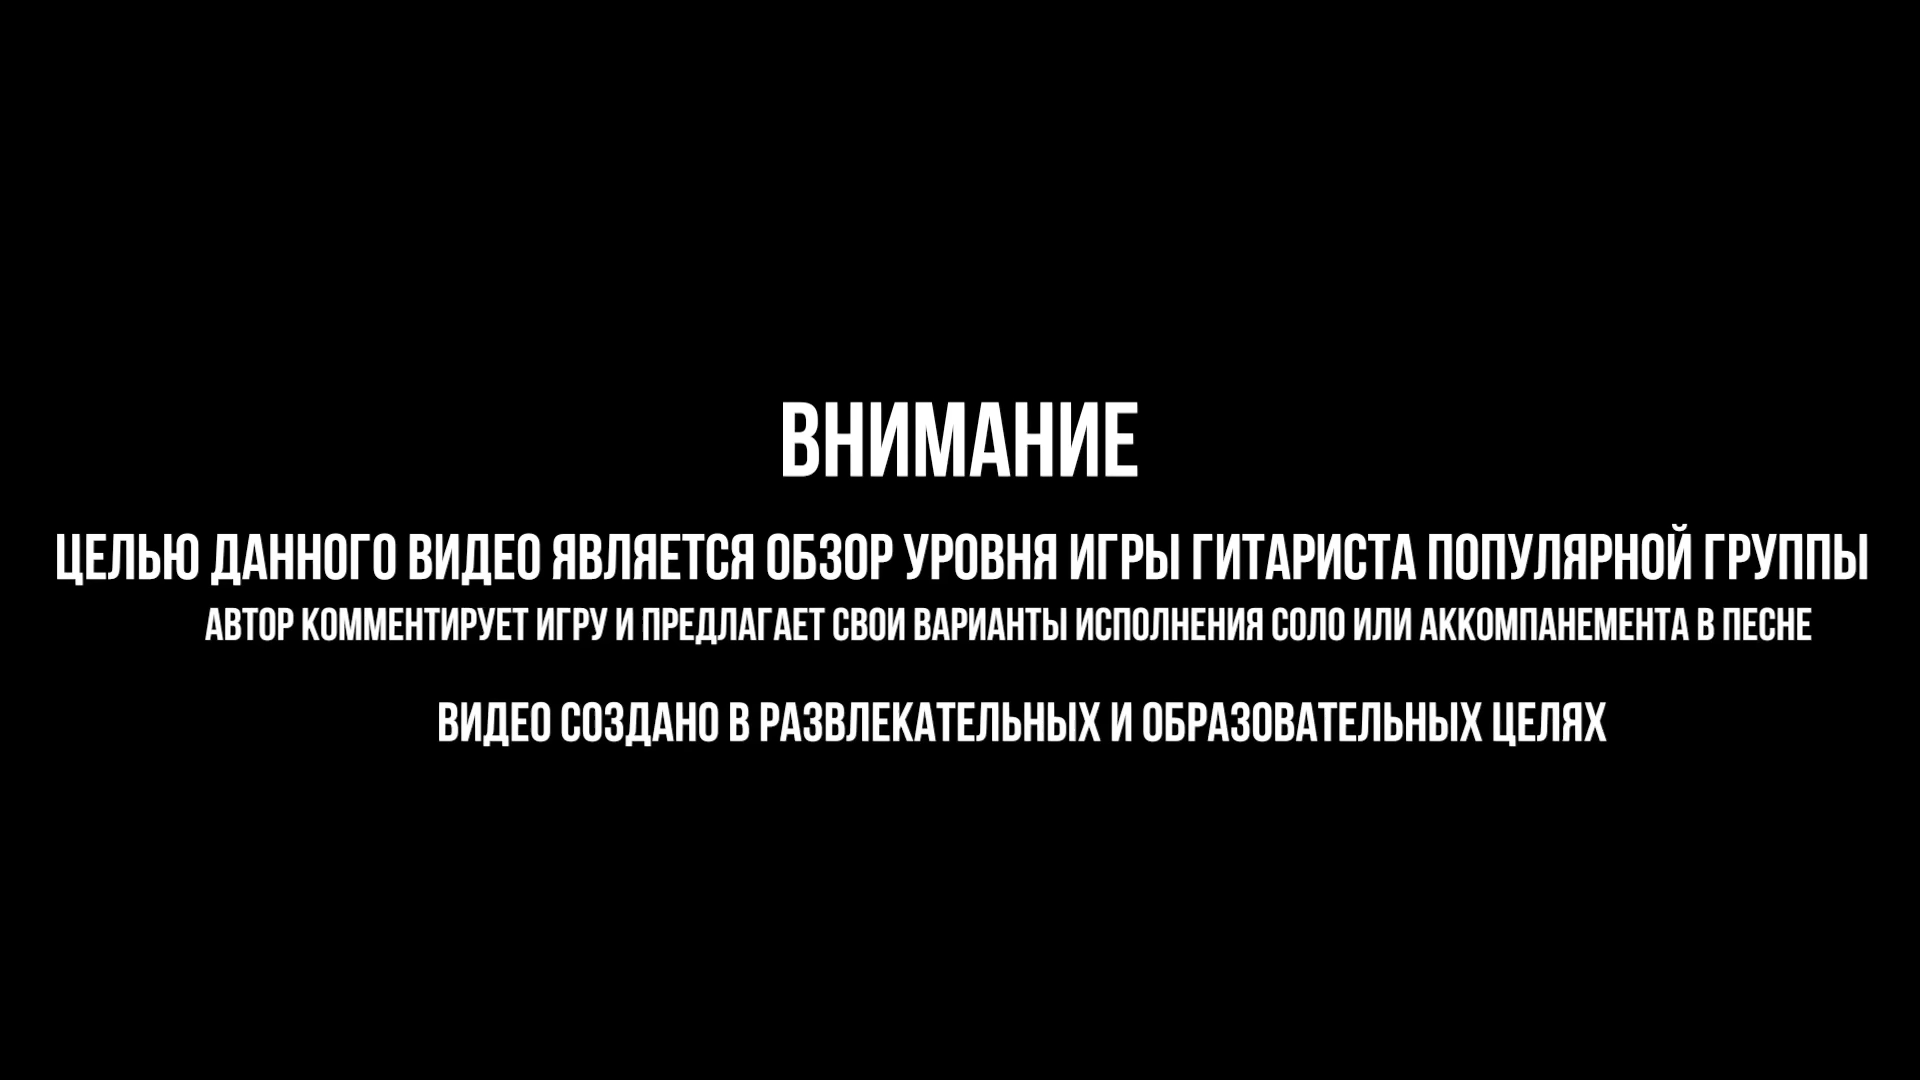 ВНИМАНИЕ
ЦЕЛЬЮ ДАННОГО ВИДЕО ЯВЛЯЕТСЯ ОБЗОР УРОВНЯ ИГРЫ ГИТАРИСТА ПОПУЛЯРНОЙ ГРУППЫ
АВТОР КОММЕНТИРУЕТ ИГРУ И ПРЕДЛАГАЕТ СВОИ ВАРИАНТЫ ИСПОЛНЕНИЯ СОЛО ИЛИ АККОМПАНЕМЕНТА В ПЕСНЕ
ВИДЕО СОЗДАНО В РАЗВЛЕКАТЕЛЬНЫХ И ОБРАЗОВАТЕЛЬНЫХ ЦЕЛЯХ